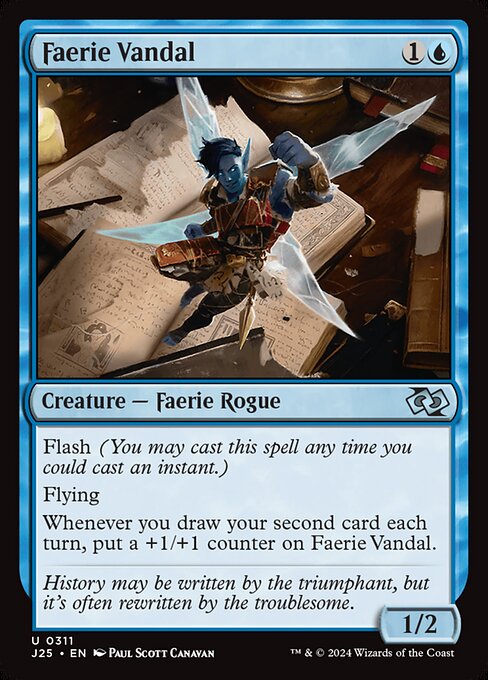 Faerie Vandal 1
Creature — Faerie Rogue
Flash (You may cast this spell any time you
could cast an instant.)
Flying
Whenever you draw your second card each
turn, put a +1/+1 counter on Faerie Vandal.
History may be written by the triumphant, but
it's often rewritten by the troublesome.
1/2
U 0311
J25 • EN Paul Scott Canavan
™ & © 2024 Wizards of the Coast